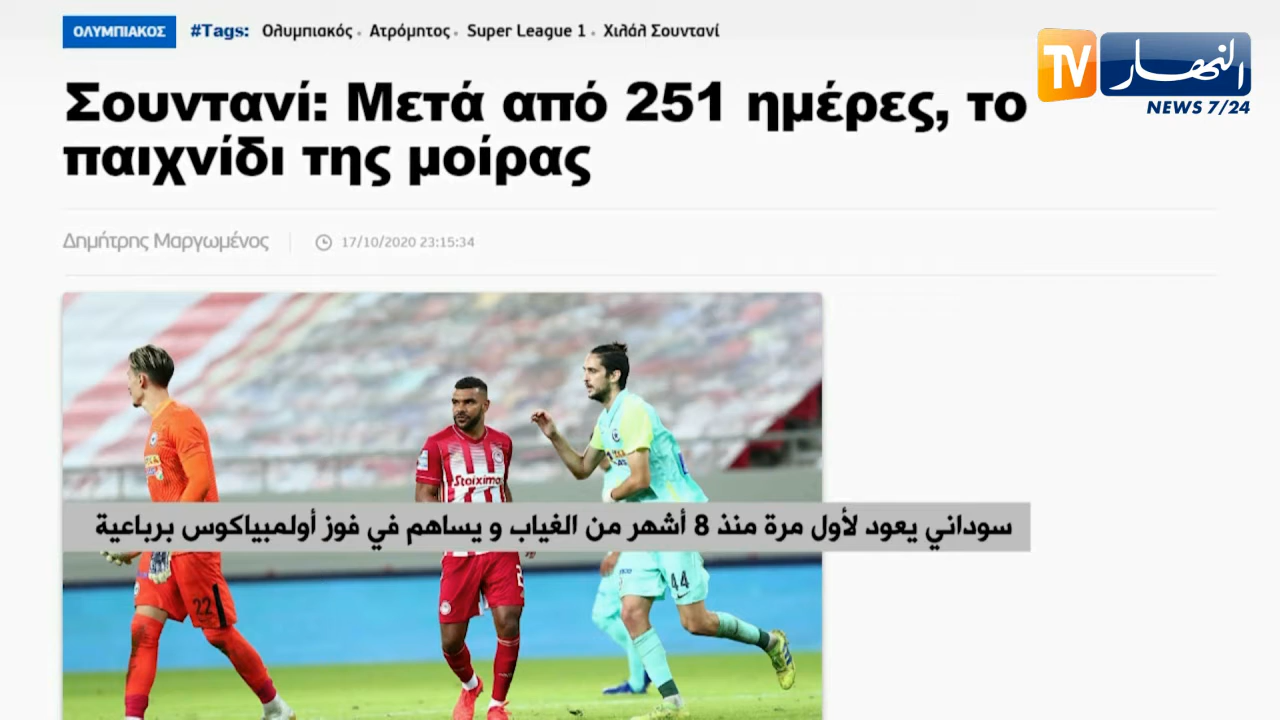 ΟΛΥΜΠΙΑΚΟΣ #Tags: Ολυμπιακός • Ατρόμητος • Super League 1 • Χιλάλ Σουντανί
TV النهار
NEWS 7/24
Σουντανί: Μετά από 251 ημέρες, το
παιχνίδι της μοίρας
Δημήτρης Μαργωμένος 17/10/2020 23:15:34
Stoixima
سوداني يعود لأول مرة منذ 8 أشهر من الغياب و يساهم في فوز أولمبياكوس برباعية
44
22